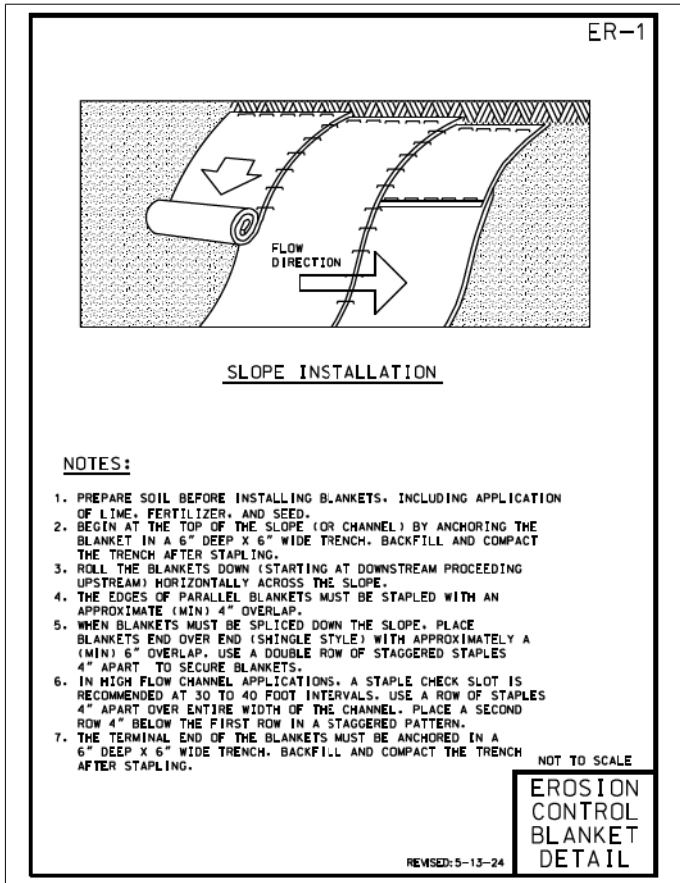 ER-1
FLOW
DIRECTION
SLOPE INSTALLATION
NOTES:
1. PREPARE SOIL BEFORE INSTALLING BLANKETS, INCLUDING APPLICATION
OF LIME, FERTILIZER, AND SEED.
2. BEGIN AT THE TOP OF THE SLOPE (OR CHANNEL) BY ANCHORING THE
BLANKET IN A 6" DEEP X 6" WIDE TRENCH. BACKFILL AND COMPACT
THE TRENCH AFTER STAPLING.
3. ROLL THE BLANKETS DOWN (STARTING AT DOWNSTREAM PROCEEDING
UPSTREAM) HORIZONTALLY ACROSS THE SLOPE.
4. THE EDGES OF PARALLEL BLANKETS MUST BE STAPLED WITH AN
APPROXIMATE (MIN) 4" OVERLAP.
5. WHEN BLANKETS MUST BE SPLICED DOWN THE SLOPE, PLACE
BLANKETS END OVER END (SHINGLE STYLE) WITH APPROXIMATELY A
(MIN) 6" OVERLAP. USE A DOUBLE ROW OF STAGGERED STAPLES
4" APART TO SECURE BLANKETS.
6. IN HIGH FLOW CHANNEL APPLICATIONS, A STAPLE CHECK SLOT IS
RECOMMENDED AT 30 TO 40 FOOT INTERVALS. USE A ROW OF STAPLES
4" APART OVER ENTIRE WIDTH OF THE CHANNEL. PLACE A SECOND
ROW 4" BELOW THE FIRST ROW IN A STAGGERED PATTERN.
7. THE TERMINAL END OF THE BLANKETS MUST BE ANCHORED IN A
6" DEEP X 6" WIDE TRENCH. BACKFILL AND COMPACT THE TRENCH
AFTER STAPLING.
NOT TO SCALE
EROSION
CONTROL
BLANKET
DETAIL
REVISED: 5-13-24